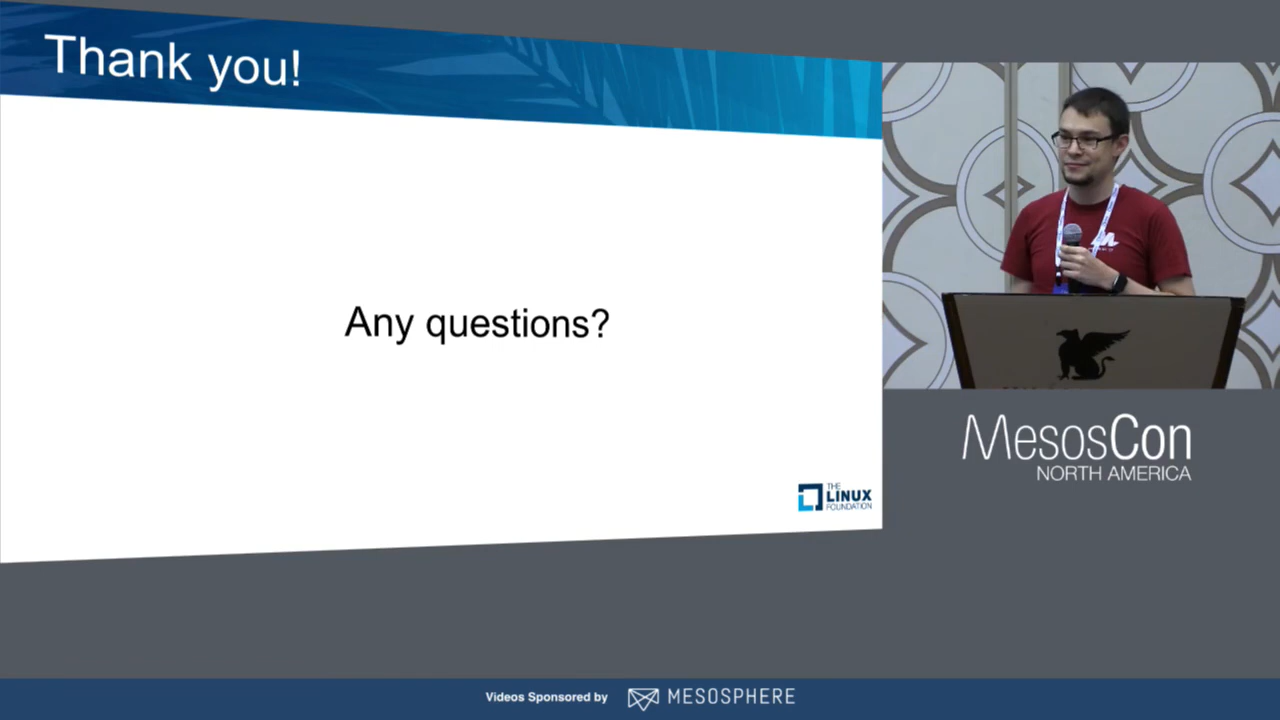 Thank you!
Any questions?
THE
LINUX
FOUNDATION
MesosCon
NORTH AMERICA
Videos Sponsored by MESOSPHERE